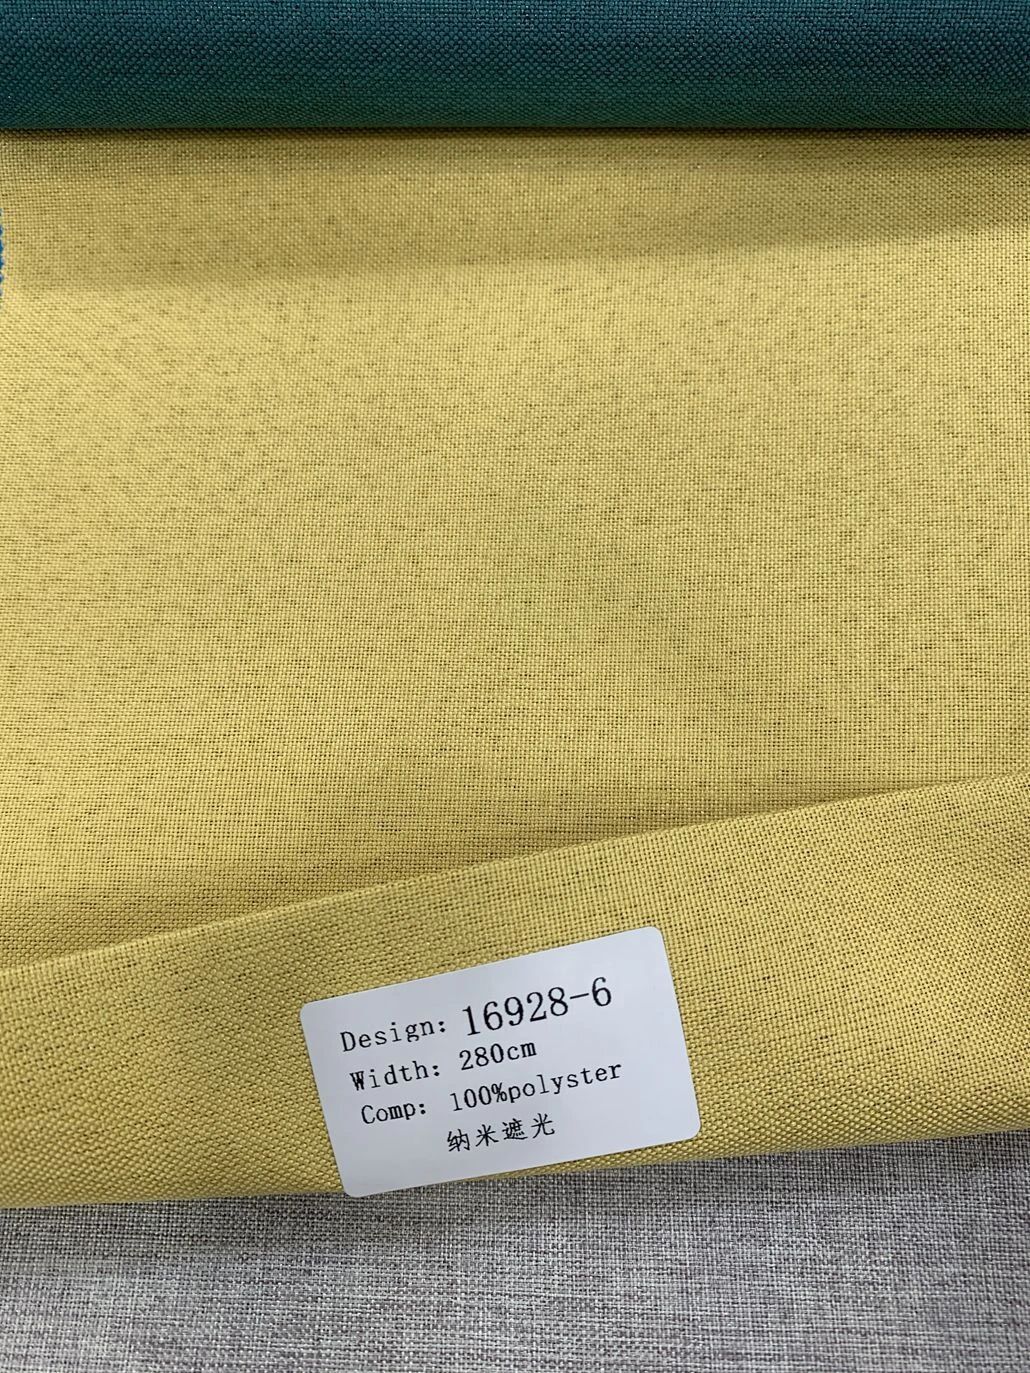 Design: 16928-6
Width: 280cm
Comp: 100%polyster
纳米遮光